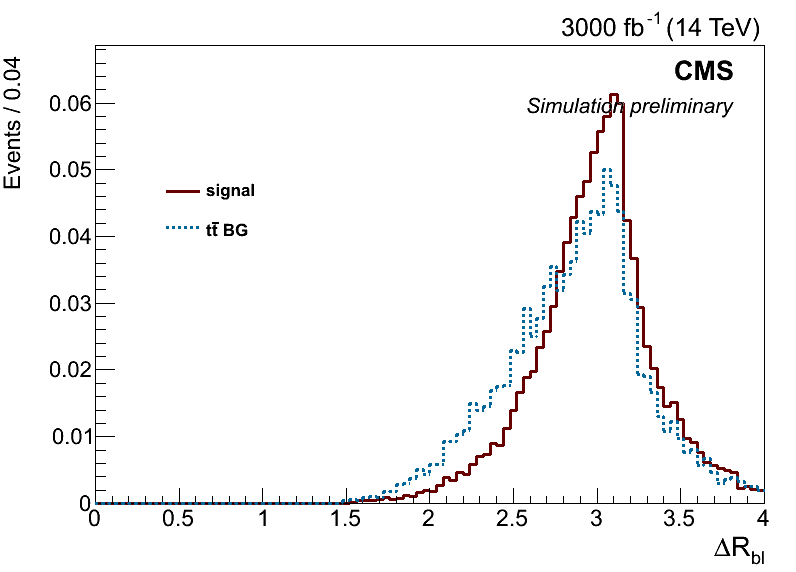 3000 fb⁻¹ (14 TeV)
CMS
Simulation preliminary
Events / 0.04
0.06
0.05
0.04
0.03
0.02
0.01
0
signal
tt̄ BG
0 0.5 1 1.5 2 2.5 3 3.5 4
ΔR_bl